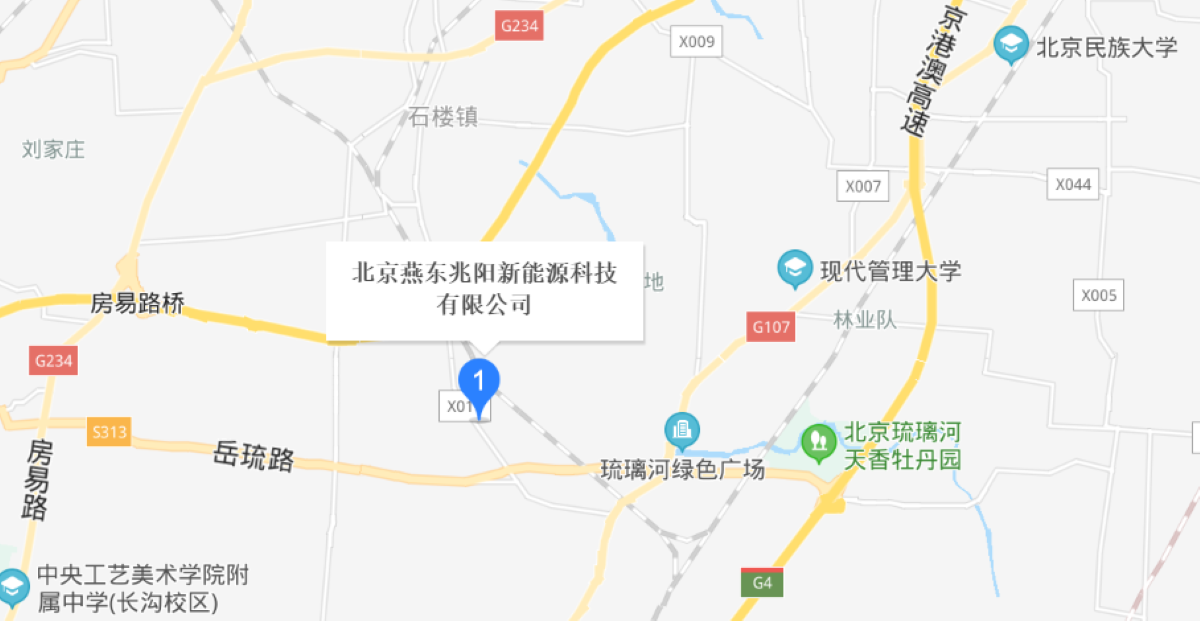 G234
X009
京港澳高速
北京民族大学
石楼镇
刘家庄
X007
X044
北京燕东兆阳新能源科技
有限公司
地
现代管理大学
X005
房易路桥
林业队
G107
G234
1
X01
S313
岳琉路
北京琉璃河
天香牡丹园
琉璃河绿色广场
房易路
中央工艺美术学院附
属中学(长沟校区)
G4